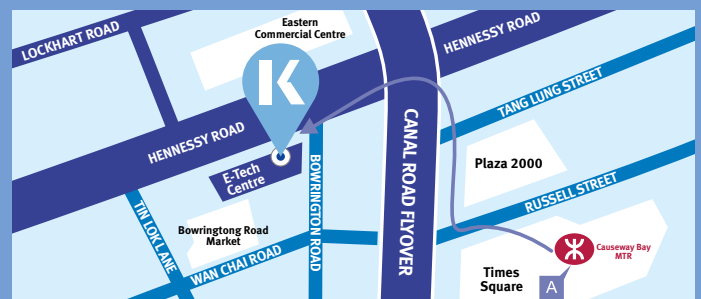 Eastern
Commercial Centre
LOCKHART ROAD
HENNESSY ROAD
K
TANG LUNG STREET
HENNESSY ROAD
CANAL ROAD FLYOVER
E-Tech
Centre
BOWRINGTON ROAD
Plaza 2000
RUSSELL STREET
TIN LOK LANE
Bowringtong Road
Market
WAN CHAI ROAD
Causeway Bay
MTR
Times
Square
A